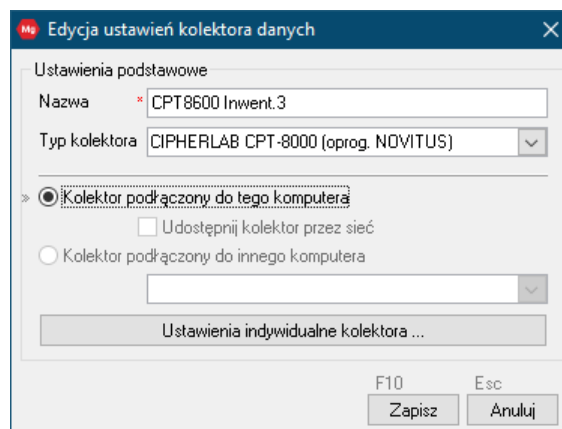 Mg Edycja ustawień kolektora danych
Ustawienia podstawowe
Nazwa * CPT8600 Inwent.3
Typ kolektora CIPHERLAB CPT-8000 (oprog. NOVITUS)
» Kolektor podłączony do tego komputera
Udostępnij kolektor przez sieć
Kolektor podłączony do innego komputera
Ustawienia indywidualne kolektora ...
F10 Esc
Zapisz Anuluj